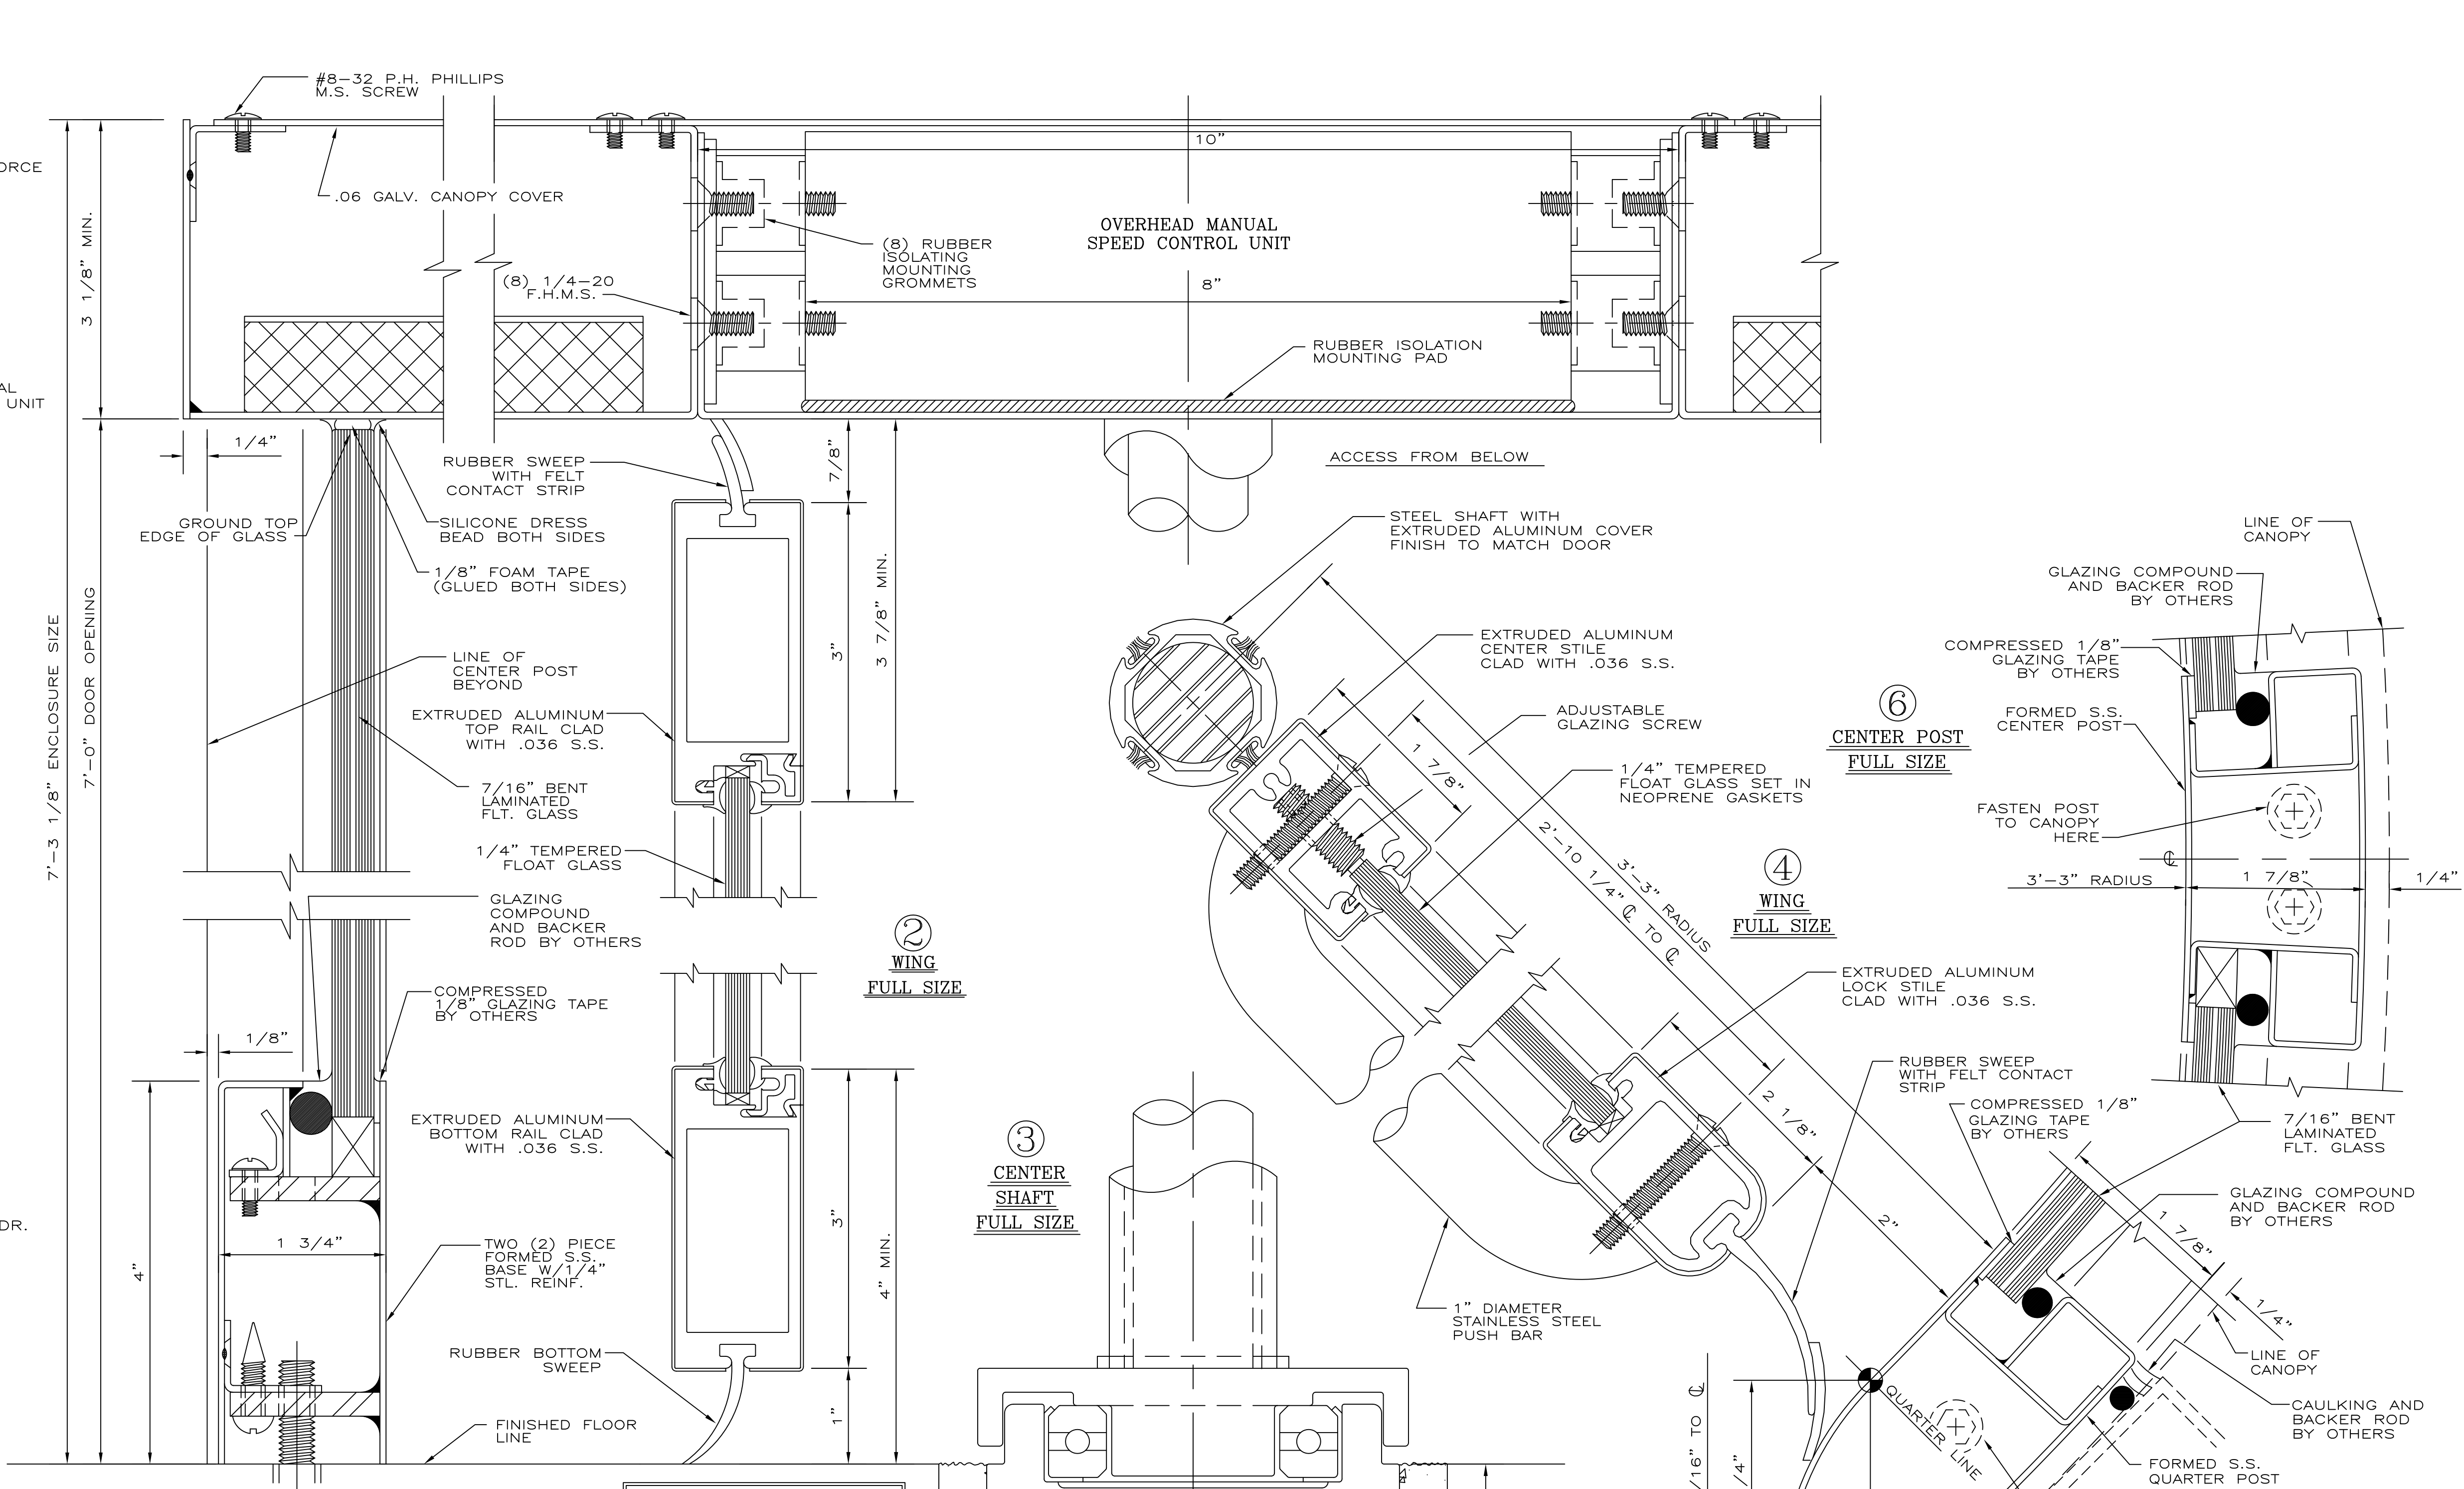 #8-32 P.H. PHILLIPS
M.S. SCREW
ORCE
.06 GALV. CANOPY COVER
3 1/8" MIN.
10"
OVERHEAD MANUAL
SPEED CONTROL UNIT
(8) RUBBER
ISOLATING
MOUNTING
GROMMETS
8"
(8) 1/4-20
F.H.M.S.
RUBBER ISOLATION
MOUNTING PAD
AL
UNIT
1/4"
RUBBER SWEEP
WITH FELT
CONTACT STRIP
7/8"
ACCESS FROM BELOW
GROUND TOP
EDGE OF GLASS
SILICONE DRESS
BEAD BOTH SIDES
1/8" FOAM TAPE
(GLUED BOTH SIDES)
STEEL SHAFT WITH
EXTRUDED ALUMINUM COVER
FINISH TO MATCH DOOR
LINE OF
CANOPY
GLAZING COMPOUND
AND BACKER ROD
BY OTHERS
7'-3 1/8" ENCLOSURE SIZE
7'-0" DOOR OPENING
3"
3 7/8" MIN.
LINE OF
CENTER POST
BEYOND
EXTRUDED ALUMINUM
TOP RAIL CLAD
WITH .036 S.S.
EXTRUDED ALUMINUM
CENTER STILE
CLAD WITH .036 S.S.
COMPRESSED 1/8"
GLAZING TAPE
BY OTHERS
ADJUSTABLE
GLAZING SCREW
6
CENTER POST
FULL SIZE
FORMED S.S.
CENTER POST
7/16" BENT
LAMINATED
FLT. GLASS
1 7/8"
1/4" TEMPERED
FLOAT GLASS SET IN
NEOPRENE GASKETS
FASTEN POST
TO CANOPY
HERE
1/4" TEMPERED
FLOAT GLASS
2'-10 1/4" ℄ TO ℄
3'-3" RADIUS
4
WING
FULL SIZE
℄
3'-3" RADIUS
1 7/8"
1/4"
GLAZING
COMPOUND
AND BACKER
ROD BY OTHERS
2
WING
FULL SIZE
EXTRUDED ALUMINUM
LOCK STILE
CLAD WITH .036 S.S.
COMPRESSED
1/8" GLAZING TAPE
BY OTHERS
1/8"
RUBBER SWEEP
WITH FELT CONTACT
STRIP
COMPRESSED 1/8"
GLAZING TAPE
BY OTHERS
7/16" BENT
LAMINATED
FLT. GLASS
2 1/8"
EXTRUDED ALUMINUM
BOTTOM RAIL CLAD
WITH .036 S.S.
3
CENTER
SHAFT
FULL SIZE
3"
4" MIN.
2"
1 7/8"
GLAZING COMPOUND
AND BACKER ROD
BY OTHERS
DR.
4"
1 3/4"
TWO (2) PIECE
FORMED S.S.
BASE W/1/4"
STL. REINF.
1" DIAMETER
STAINLESS STEEL
PUSH BAR
1/4"
LINE OF
CANOPY
RUBBER BOTTOM
SWEEP
1"
FINISHED FLOOR
LINE
/16" TO ℄
/4"
QUARTER
LINE
CAULKING AND
BACKER ROD
BY OTHERS
FORMED S.S.
QUARTER POST